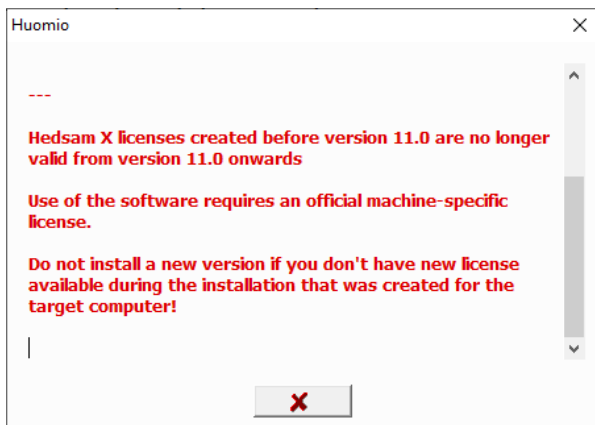 Huomio
---
Hedsam X licenses created before version 11.0 are no longer
valid from version 11.0 onwards
Use of the software requires an official machine-specific
license.
Do not install a new version if you don't have new license
available during the installation that was created for the
target computer!